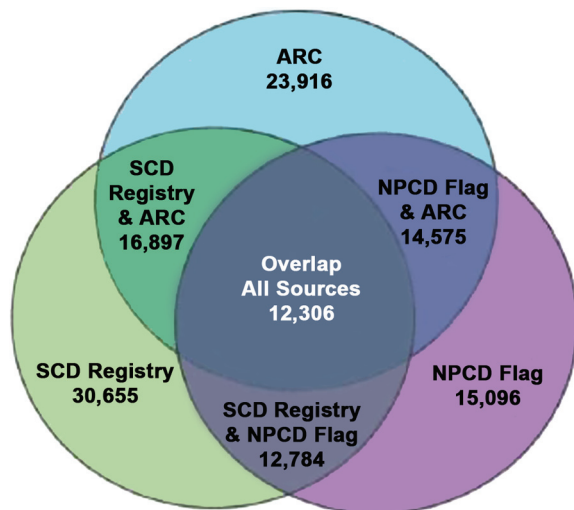 ARC
23,916
SCD
Registry
& ARC
16,897
NPCD Flag
& ARC
14,575
Overlap
All Sources
12,306
SCD Registry
30,655
NPCD Flag
15,096
SCD Registry
& NPCD Flag
12,784